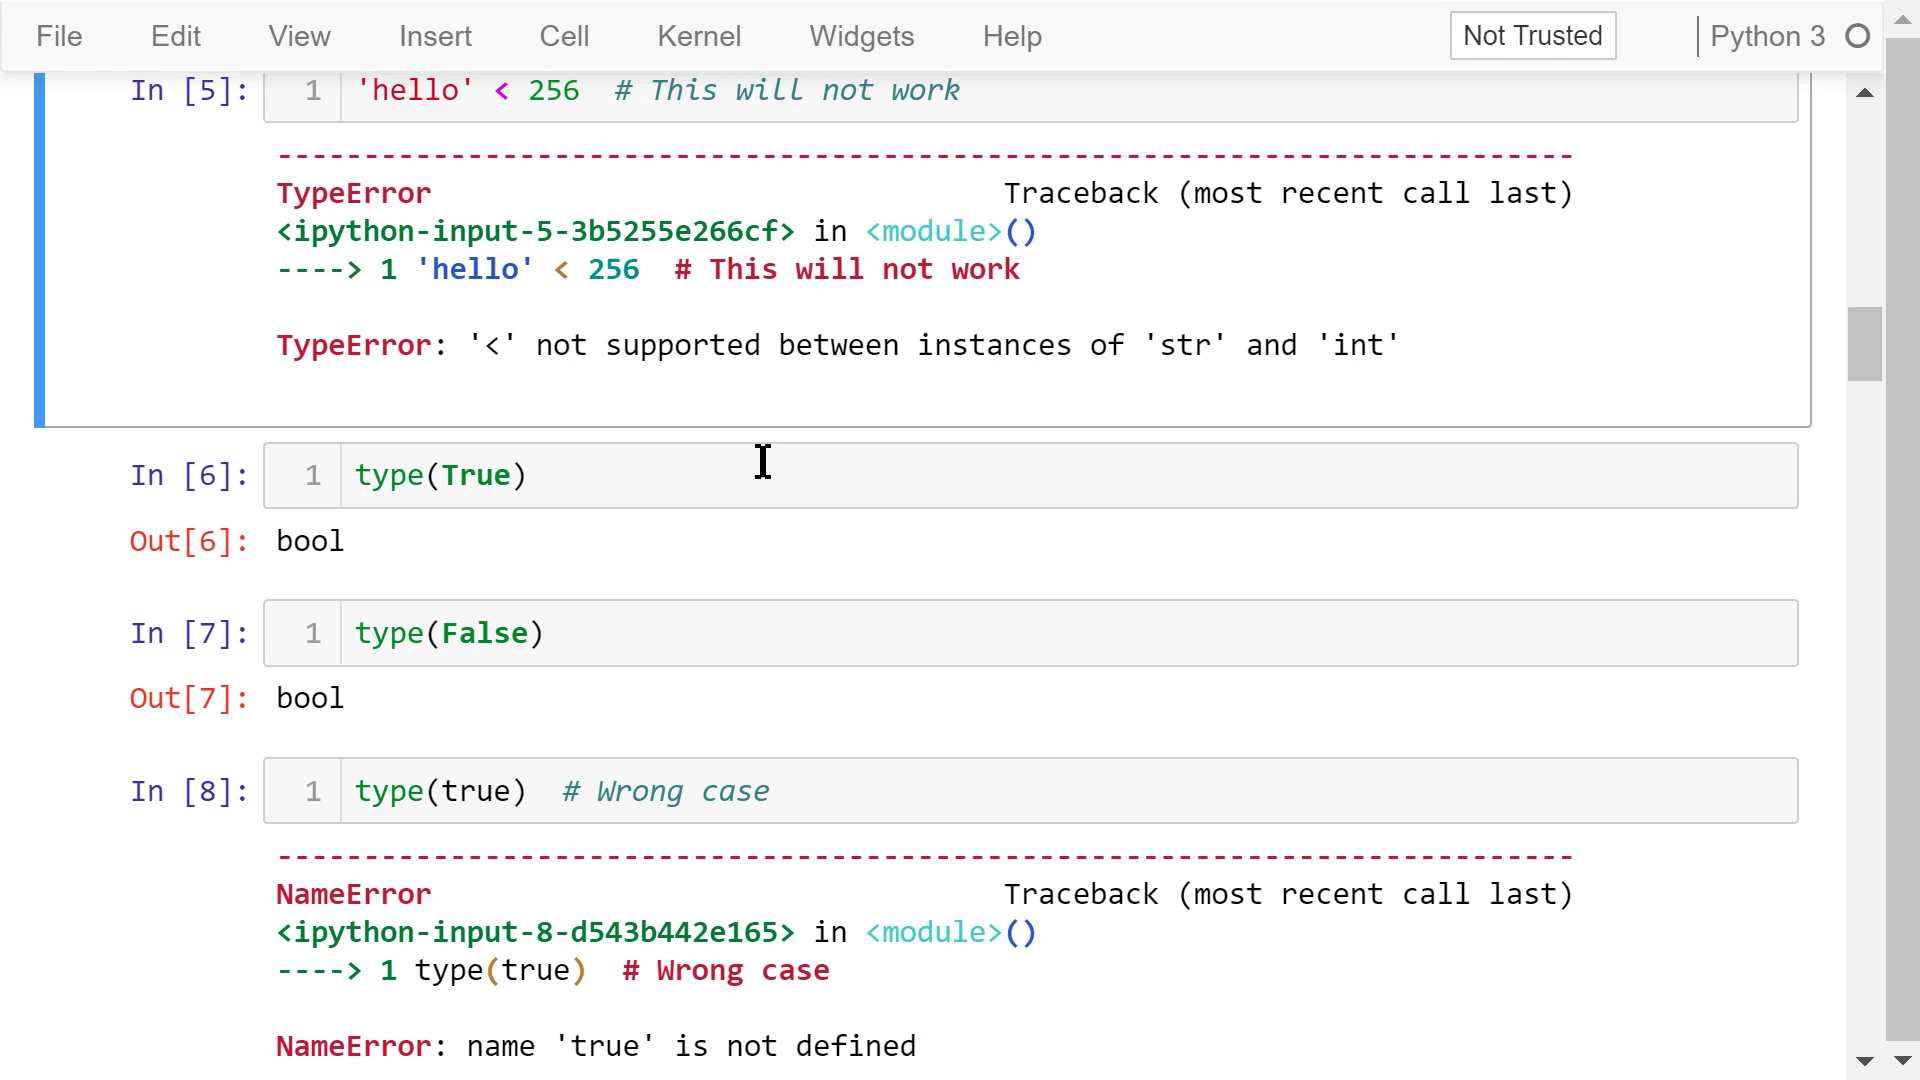 File Edit View Insert Cell Kernel Widgets Help Not Trusted Python 3
In [5]: 1 'hello' < 256  # This will not work
---------------------------------------------------------------------------
TypeError Traceback (most recent call last)
<ipython-input-5-3b5255e266cf> in <module>()
----> 1 'hello' < 256  # This will not work
TypeError: '<' not supported between instances of 'str' and 'int'
In [6]: 1 type(True)
Out[6]: bool
In [7]: 1 type(False)
Out[7]: bool
In [8]: 1 type(true)  # Wrong case
---------------------------------------------------------------------------
NameError Traceback (most recent call last)
<ipython-input-8-d543b442e165> in <module>()
----> 1 type(true)  # Wrong case
NameError: name 'true' is not defined